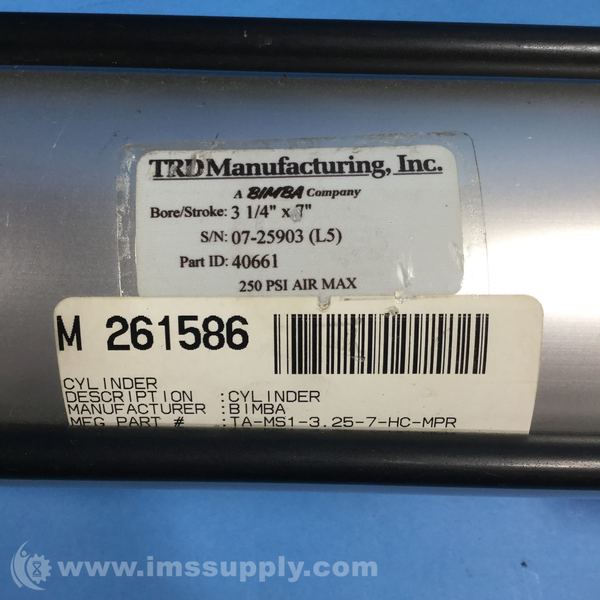 TRD Manufacturing, Inc.
A BIMBA Company
Bore/Stroke: 3 1/4" x 7"
S/N: 07-25903 (L5)
Part ID: 40661
250 PSI AIR MAX
M 261586
CYLINDER
DESCRIPTION :CYLINDER
MANUFACTURER :BIMBA
MFG PART # :TA-MS1-3.25-7-HC-MPR
www.imssupply.com